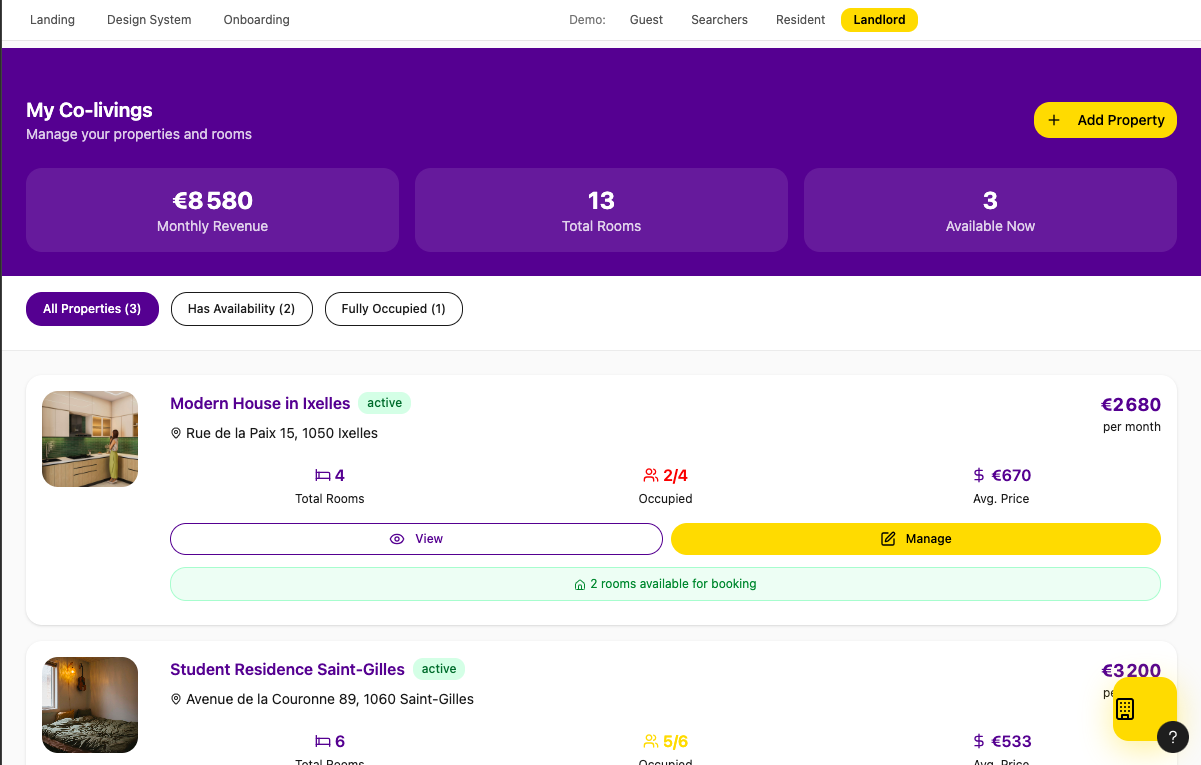 Landing Design System Onboarding Demo: Guest Searchers Resident Landlord
My Co-livings
Manage your properties and rooms
+ Add Property
€8 580
Monthly Revenue
13
Total Rooms
3
Available Now
All Properties (3) Has Availability (2) Fully Occupied (1)
Modern House in Ixelles active
€2 680
Rue de la Paix 15, 1050 Ixelles
per month
4
Total Rooms
2/4
Occupied
$ €670
Avg. Price
View
Manage
2 rooms available for booking
Student Residence Saint-Gilles active
€3 200
Avenue de la Couronne 89, 1060 Saint-Gilles
6
Total Rooms
5/6
Occupied
$ €533
Avg. Price
?